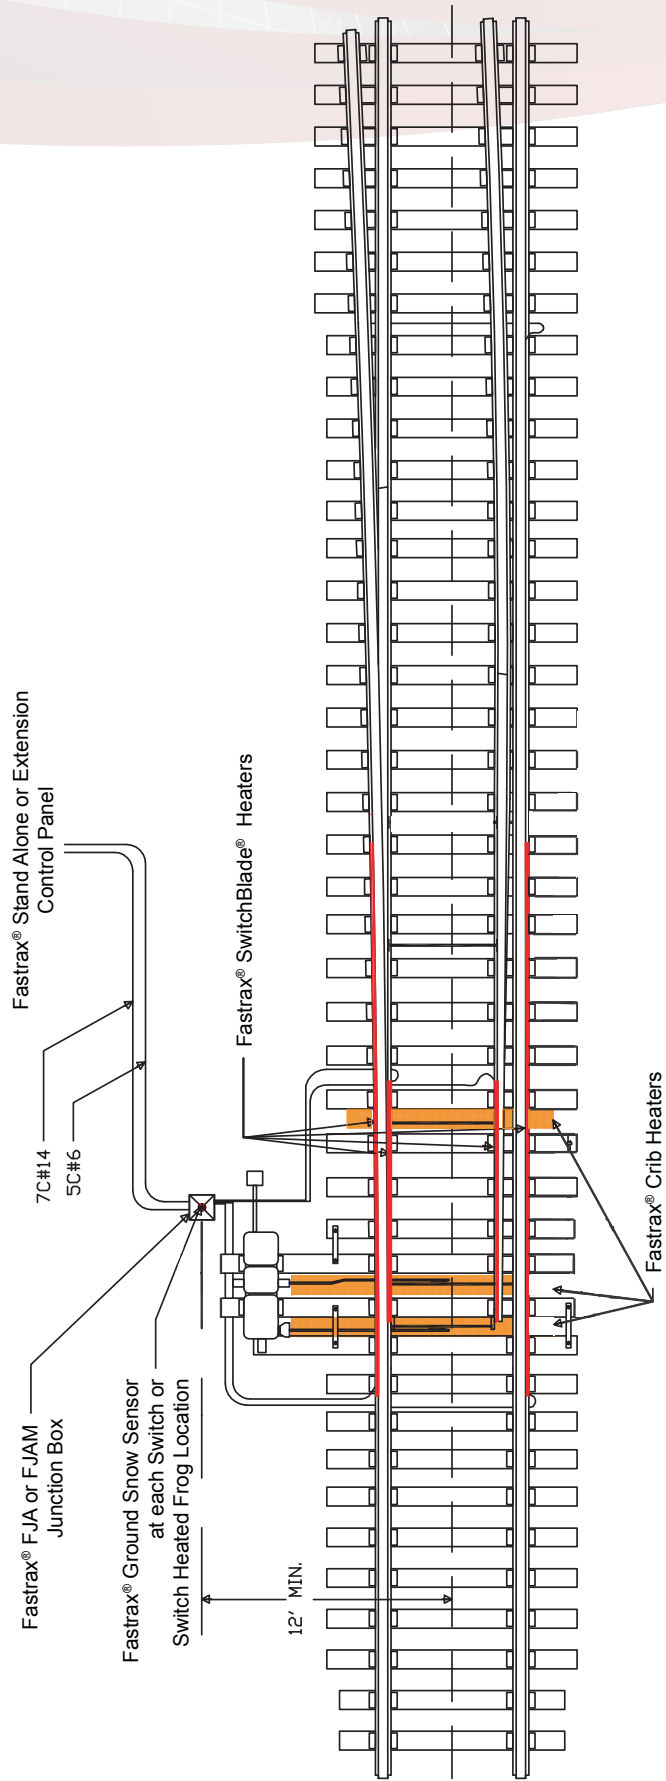 Fastrax® FJA or FJAM
Junction Box
Fastrax® Ground Snow Sensor
at each Switch or
Switch Heated Frog Location
12' MIN.
7C#14
5C#6
Fastrax® Stand Alone or Extension
Control Panel
Fastrax® SwitchBlade® Heaters
Fastrax® Crib Heaters